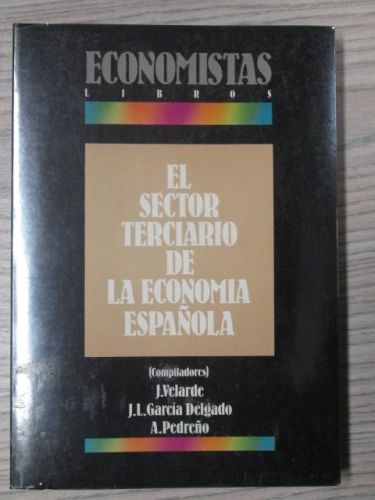 ECONOMISTAS
LIBROS
EL
SECTOR
TERCIARIO
DE
LA ECONOMIA
ESPAÑOLA
(Compiladores)
J.Velarde
J.L.García Delgado
A.Pedreño